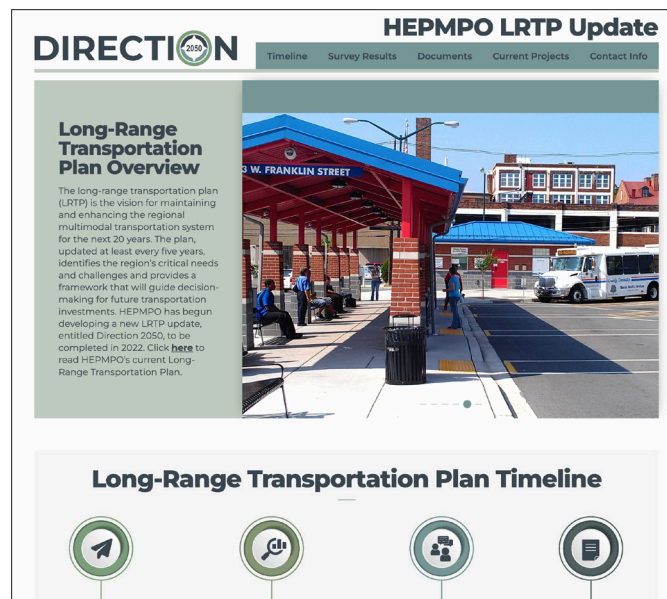 HEPMPO LRTP Update
DIRECTION
2050
Timeline Survey Results Documents Current Projects Contact Info
Long-Range
Transportation
Plan Overview
The long-range transportation plan
(LRTP) is the vision for maintaining
and enhancing the regional
multimodal transportation system
for the next 20 years. The plan,
updated at least every five years,
identifies the region's critical needs
and challenges and provides a
framework that will guide decision-
making for future transportation
investments. HEPMPO has begun
developing a new LRTP update,
entitled Direction 2050, to be
completed in 2022. Click here to
read HEPMPO's current Long-
Range Transportation Plan.
3 W. FRANKLIN STREET
Long-Range Transportation Plan Timeline